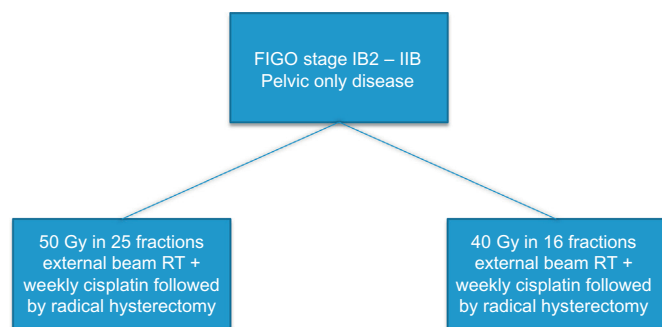 FIGO stage IB2 – IIB
Pelvic only disease
50 Gy in 25 fractions
external beam RT +
weekly cisplatin followed
by radical hysterectomy
40 Gy in 16 fractions
external beam RT +
weekly cisplatin followed
by radical hysterectomy